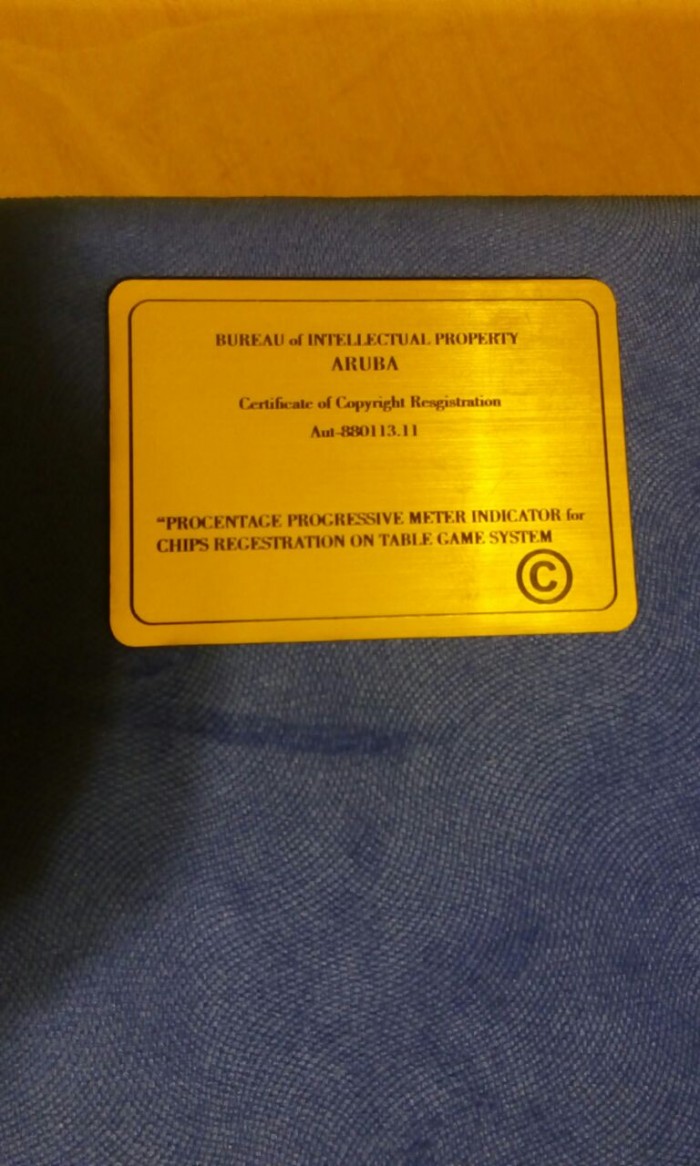 BUREAU of INTELLECTUAL PROPERTY
ARUBA
Certificate of Copyright Resgistration
Aut-880113.11
“PROCENTAGE PROGRESSIVE METER INDICATOR for
CHIPS REGESTRATION ON TABLE GAME SYSTEM
©